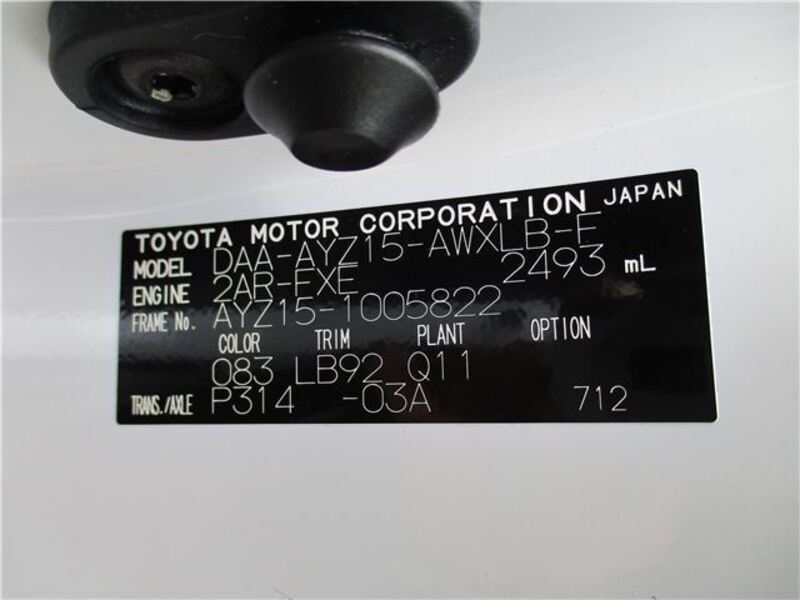 TOYOTA MOTOR CORPORATION JAPAN
MODEL DAA-AYZ15-AWXLB-E
ENGINE 2AR-FXE 2493 mL
FRAME No. AYZ15-1005822
COLOR TRIM PLANT OPTION
083 LB92 Q11
TRANS./AXLE P314 -03A 712